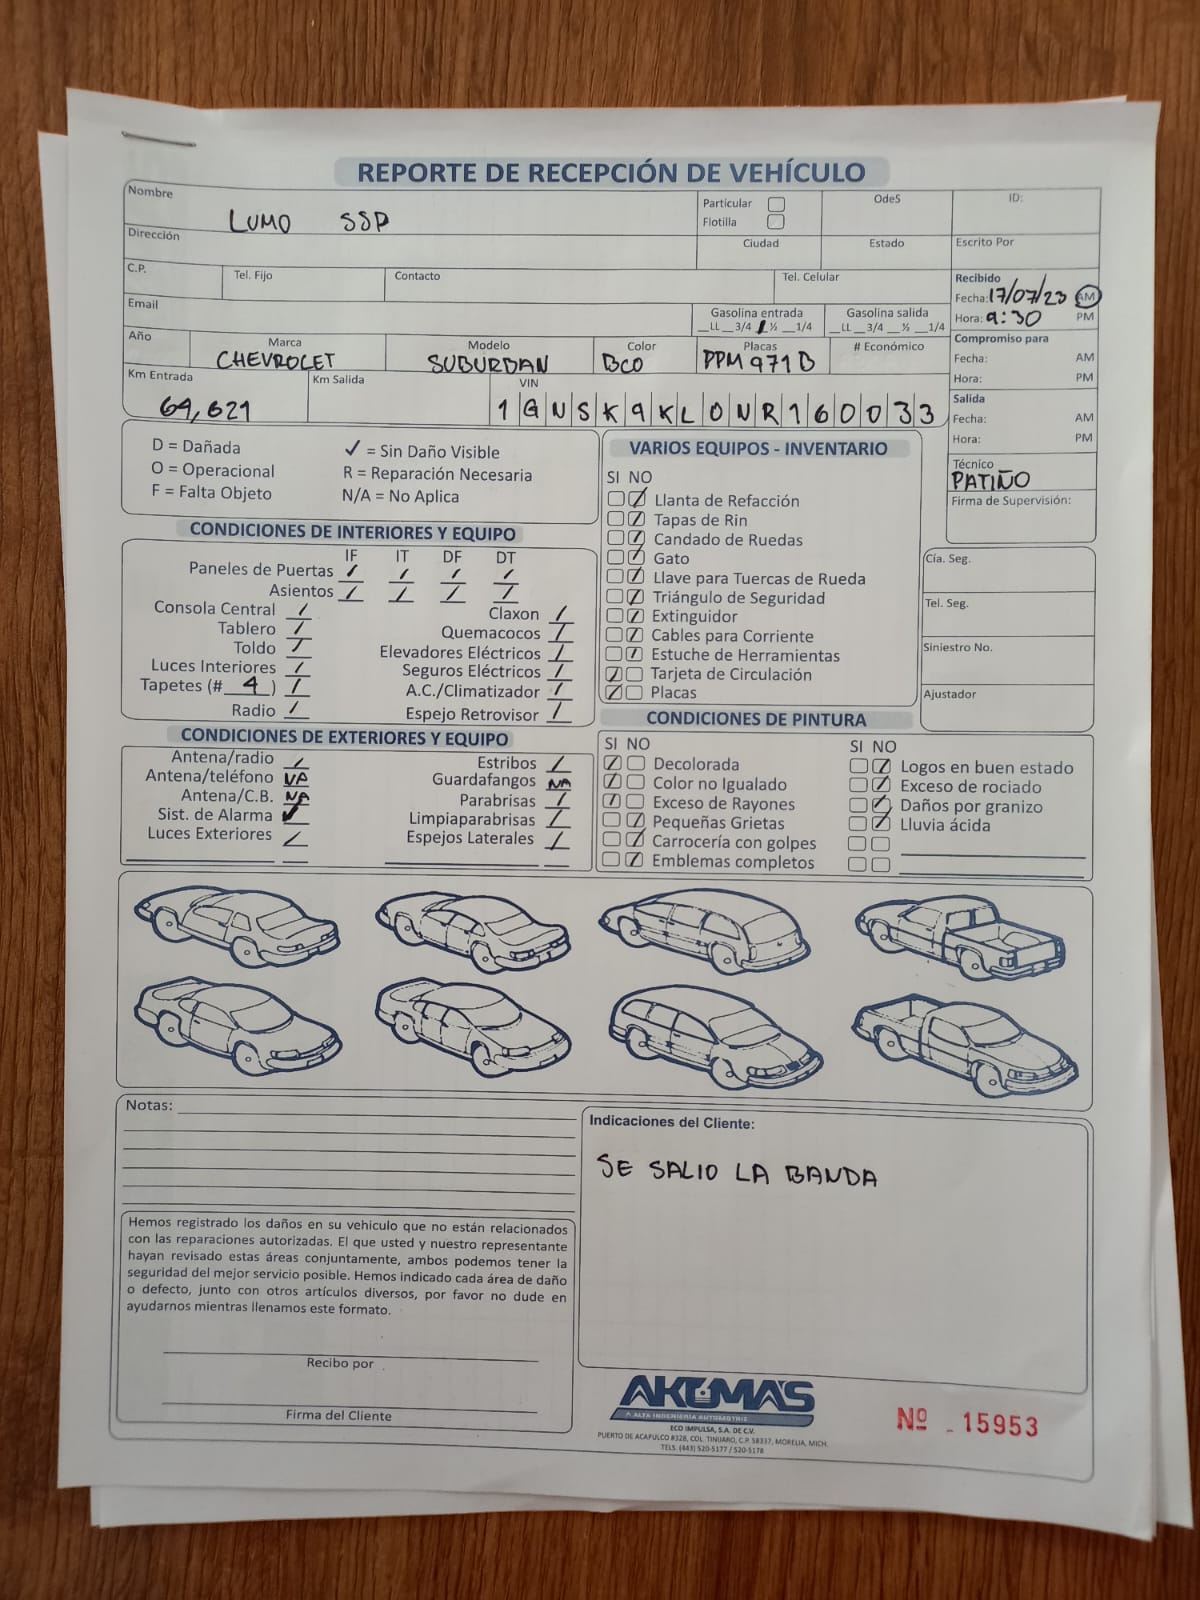 REPORTE DE RECEPCIÓN DE VEHÍCULO
Nombre LUMO SSP
Particular
Flotilla
OdeS
ID:
Dirección
Ciudad
Estado
Escrito Por
C.P.
Tel. Fijo
Contacto
Tel. Celular
Recibido
Fecha: 17/07/23 AM
Hora: 9:30 PM
Email
Gasolina entrada
__LL __3/4 __½ __1/4
Gasolina salida
__LL __3/4 __½ __1/4
Año
Marca CHEVROLET
Modelo SUBURBAN
Color BCO
Placas PPM971B
# Económico
Compromiso para
Fecha: AM
Hora: PM
Km Entrada 64,621
Km Salida
VIN 1GNSK9KL0NR160033
Salida
Fecha: AM
Hora: PM
Técnico
PATIÑO
Firma de Supervisión:
D = Dañada
O = Operacional
F = Falta Objeto
✓ = Sin Daño Visible
R = Reparación Necesaria
N/A = No Aplica
VARIOS EQUIPOS - INVENTARIO
SI NO
Llanta de Refacción
Tapas de Rin
Candado de Ruedas
Gato
Llave para Tuercas de Rueda
Triángulo de Seguridad
Extinguidor
Cables para Corriente
Estuche de Herramientas
Tarjeta de Circulación
Placas
Cía. Seg.
Tel. Seg.
Siniestro No.
Ajustador
CONDICIONES DE INTERIORES Y EQUIPO
IF IT DF DT
Paneles de Puertas
Asientos
Consola Central
Tablero
Toldo
Luces Interiores
Tapetes (# 4 )
Radio
Claxon
Quemacocos
Elevadores Eléctricos
Seguros Eléctricos
A.C./Climatizador
Espejo Retrovisor
CONDICIONES DE EXTERIORES Y EQUIPO
Antena/radio
Antena/teléfono NA
Antena/C.B. NA
Sist. de Alarma
Luces Exteriores
Estribos
Guardafangos NA
Parabrisas
Limpiaparabrisas
Espejos Laterales
CONDICIONES DE PINTURA
SI NO
Decolorada
Color no Igualado
Exceso de Rayones
Pequeñas Grietas
Carrocería con golpes
Emblemas completos
SI NO
Logos en buen estado
Exceso de rociado
Daños por granizo
Lluvia ácida
Notas:
Hemos registrado los daños en su vehiculo que no están relacionados
con las reparaciones autorizadas. El que usted y nuestro representante
hayan revisado estas áreas conjuntamente, ambos podemos tener la
seguridad del mejor servicio posible. Hemos indicado cada área de daño
o defecto, junto con otros artículos diversos, por favor no dude en
ayudarnos mientras llenamos este formato.
Recibo por
Firma del Cliente
Indicaciones del Cliente:
SE SALIO LA BANDA
AKUMA'S
ALTA INGENIERIA AUTOMOTRIZ
ECO IMPULSA, S.A. DE C.V.
PUERTO DE ACAPULCO #328, COL. TINIJARO, C.P. 58337, MORELIA, MICH.
TELS. (443) 520-5177 / 520-5178
Nº 15953